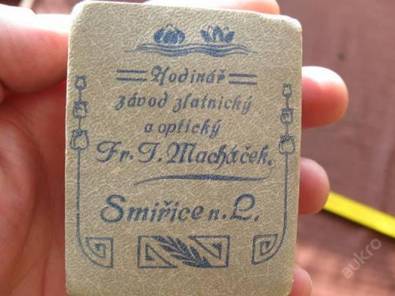 Hodinář
závod zlatnický
a optický
Fr. J. Macháček.
Smiřice n. L.
aukro